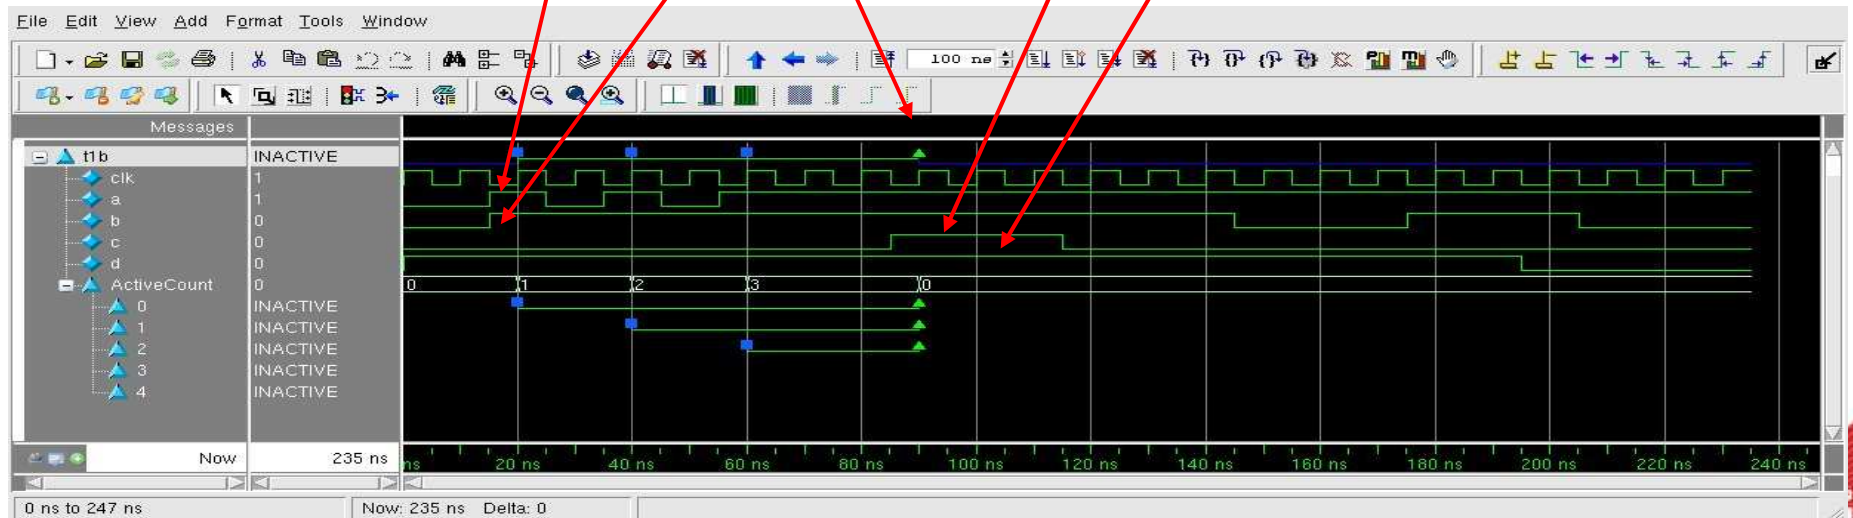 File Edit View Add Format Tools Window
100 ns
Messages
t1b INACTIVE
clk 1
a 1
b 0
c 0
d 0
ActiveCount 0 0 1 2 3 0
0 INACTIVE
1 INACTIVE
2 INACTIVE
3 INACTIVE
4 INACTIVE
Now 235 ns ns 20 ns 40 ns 60 ns 80 ns 100 ns 120 ns 140 ns 160 ns 180 ns 200 ns 220 ns 240 ns
0 ns to 247 ns Now: 235 ns Delta: 0